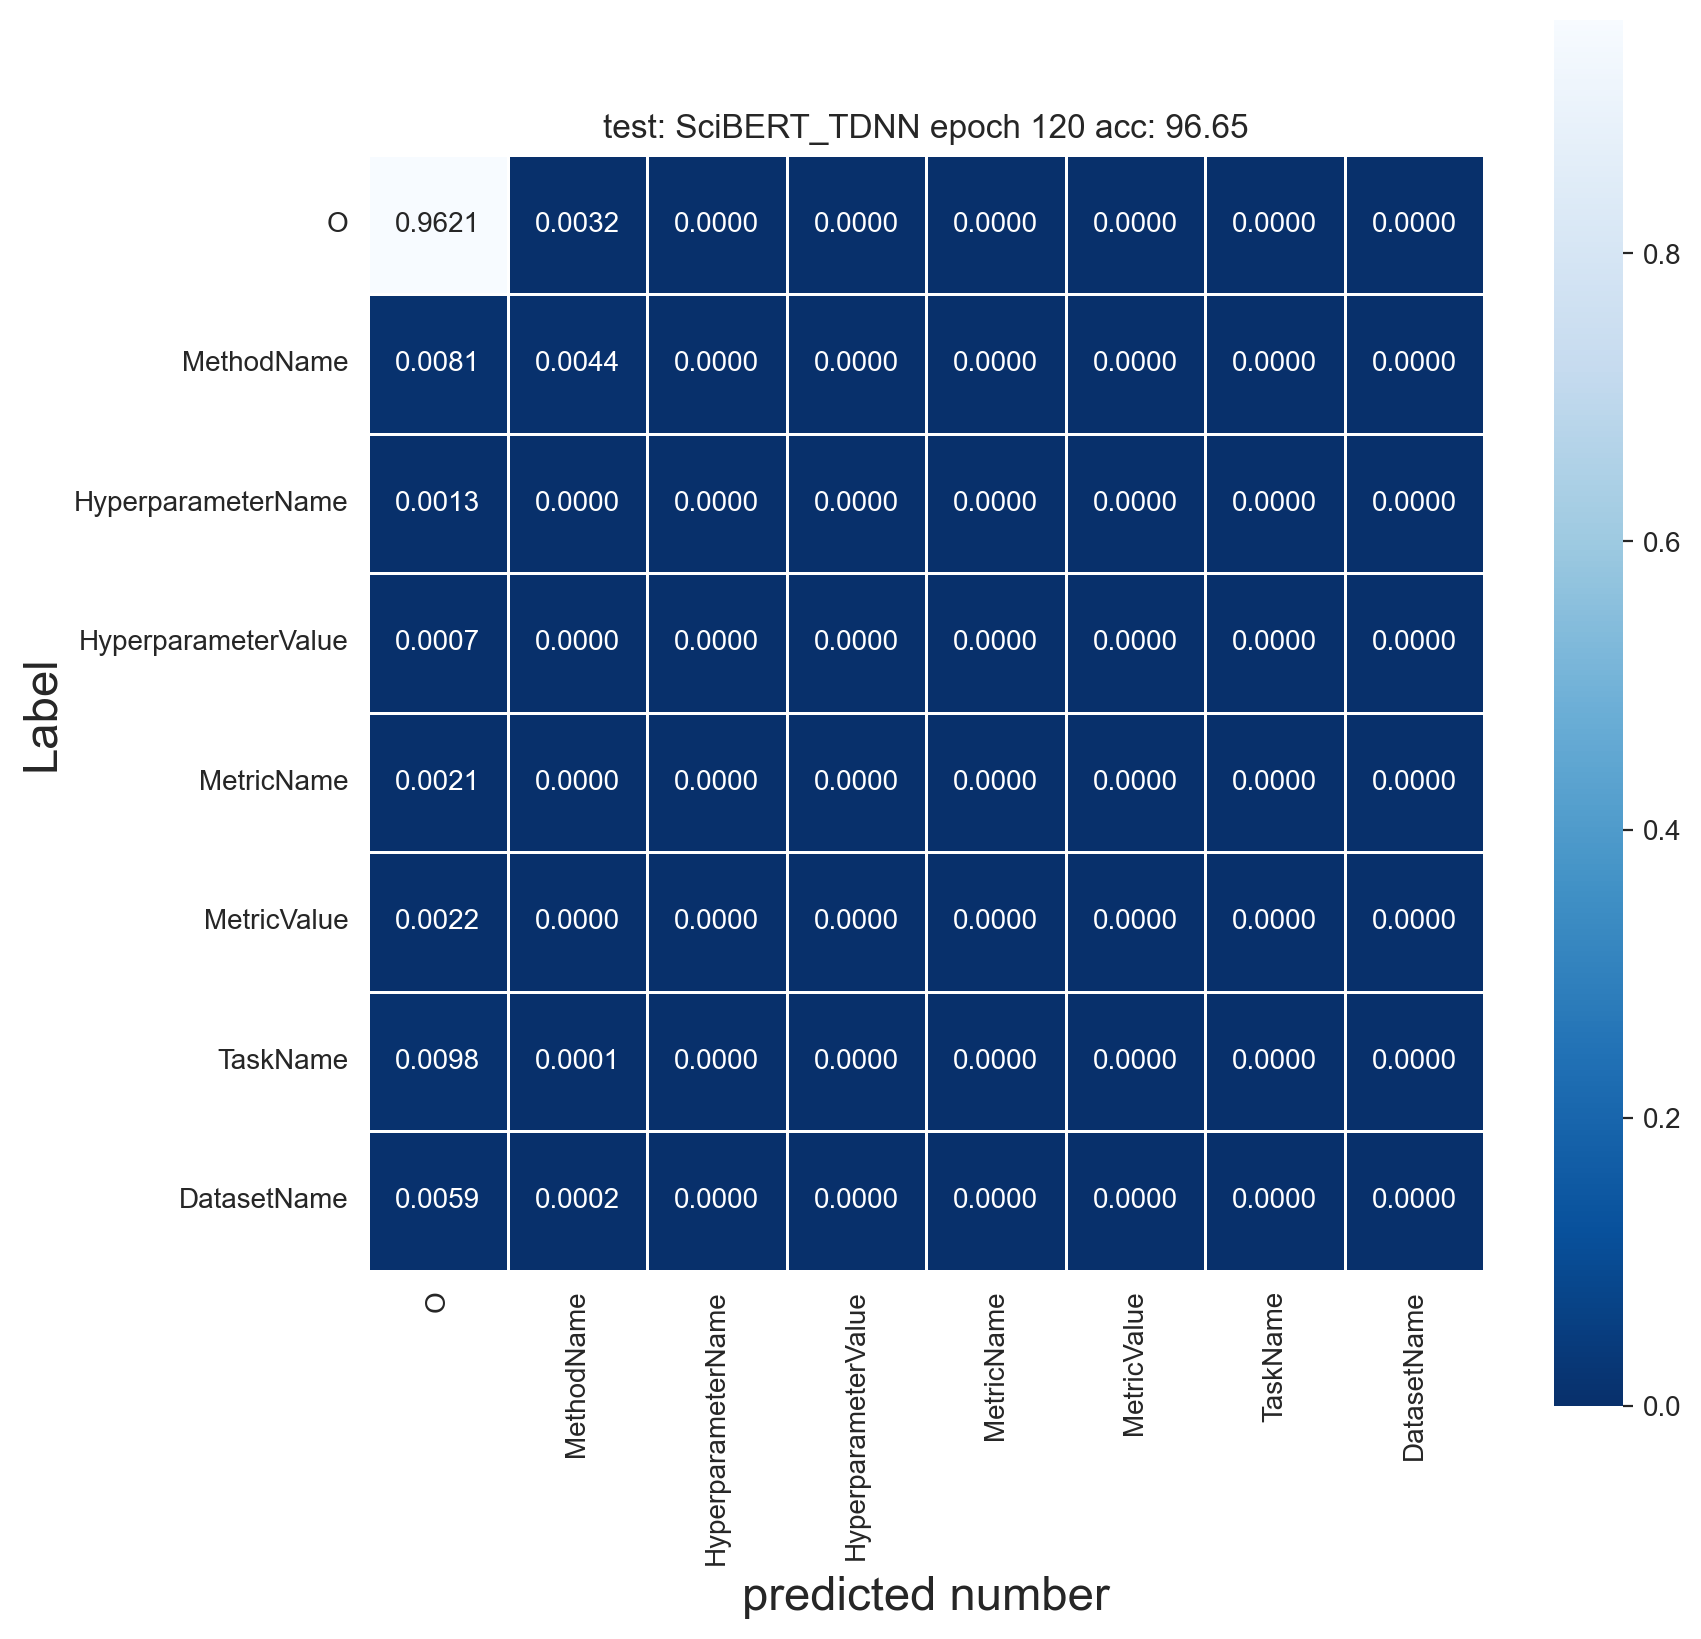 test: SciBERT_TDNN epoch 120 acc: 96.65
Label
O 0.9621 0.0032 0.0000 0.0000 0.0000 0.0000 0.0000 0.0000
MethodName 0.0081 0.0044 0.0000 0.0000 0.0000 0.0000 0.0000 0.0000
HyperparameterName 0.0013 0.0000 0.0000 0.0000 0.0000 0.0000 0.0000 0.0000
HyperparameterValue 0.0007 0.0000 0.0000 0.0000 0.0000 0.0000 0.0000 0.0000
MetricName 0.0021 0.0000 0.0000 0.0000 0.0000 0.0000 0.0000 0.0000
MetricValue 0.0022 0.0000 0.0000 0.0000 0.0000 0.0000 0.0000 0.0000
TaskName 0.0098 0.0001 0.0000 0.0000 0.0000 0.0000 0.0000 0.0000
DatasetName 0.0059 0.0002 0.0000 0.0000 0.0000 0.0000 0.0000 0.0000
O
MethodName
HyperparameterName
HyperparameterValue
MetricName
MetricValue
TaskName
DatasetName
predicted number
0.8
0.6
0.4
0.2
0.0